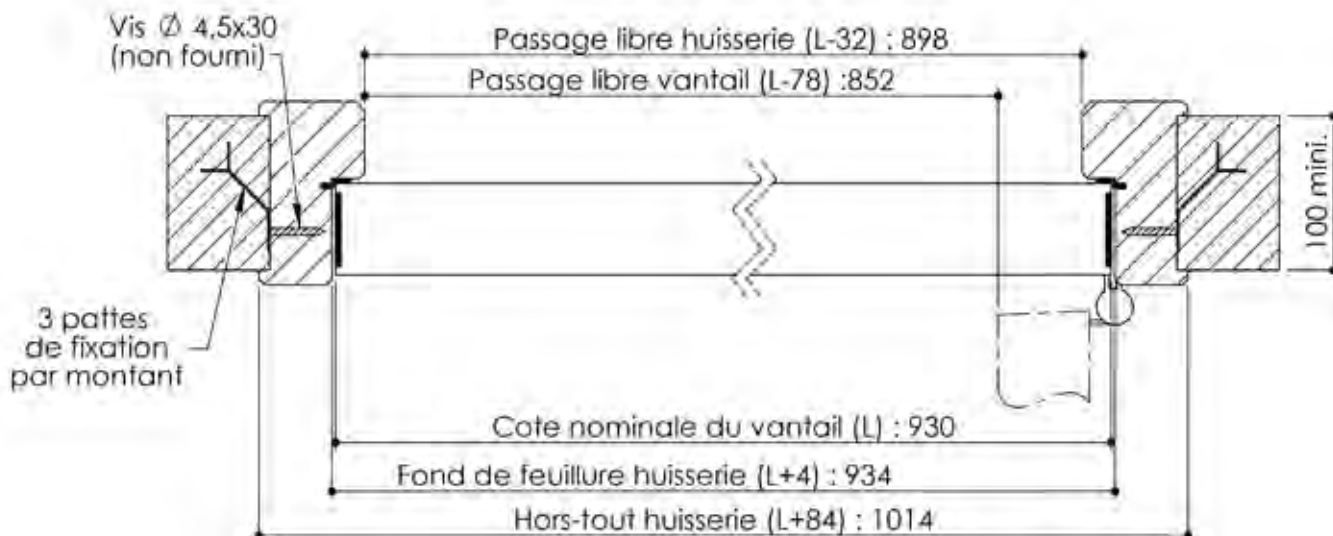 Vis Ø 4,5x30
(non fourni)
Passage libre huisserie (L-32) : 898
Passage libre vantail (L-78) :852
100 mini.
3 pattes
de fixation
par montant
Cote nominale du vantail (L) : 930
Fond de feuillure huisserie (L+4) : 934
Hors-tout huisserie (L+84) : 1014